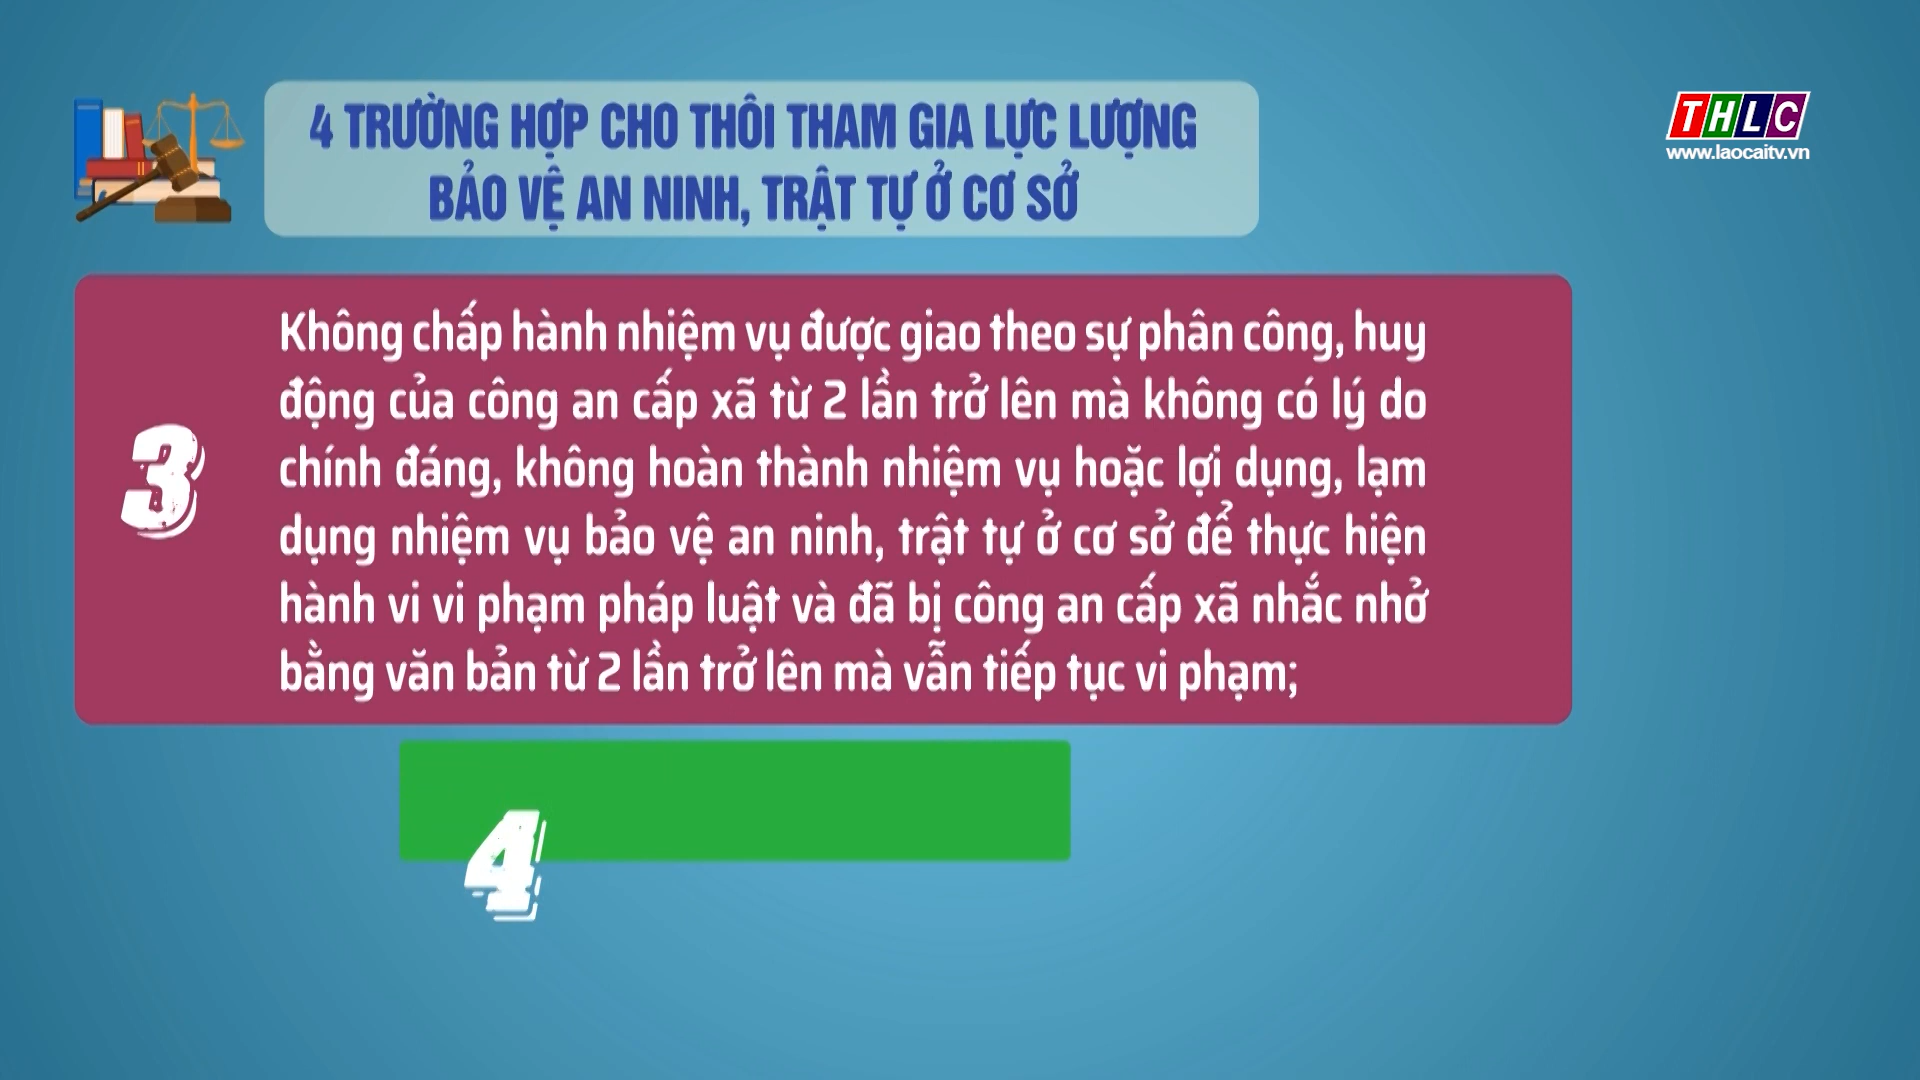 4 TRƯỜNG HỢP CHO THÔI THAM GIA LỰC LƯỢNG
BẢO VỆ AN NINH, TRẬT TỰ Ở CƠ SỞ
THLC
www.laocaitv.vn
3
Không chấp hành nhiệm vụ được giao theo sự phân công, huy
động của công an cấp xã từ 2 lần trở lên mà không có lý do
chính đáng, không hoàn thành nhiệm vụ hoặc lợi dụng, lạm
dụng nhiệm vụ bảo vệ an ninh, trật tự ở cơ sở để thực hiện
hành vi vi phạm pháp luật và đã bị công an cấp xã nhắc nhở
bằng văn bản từ 2 lần trở lên mà vẫn tiếp tục vi phạm;
4